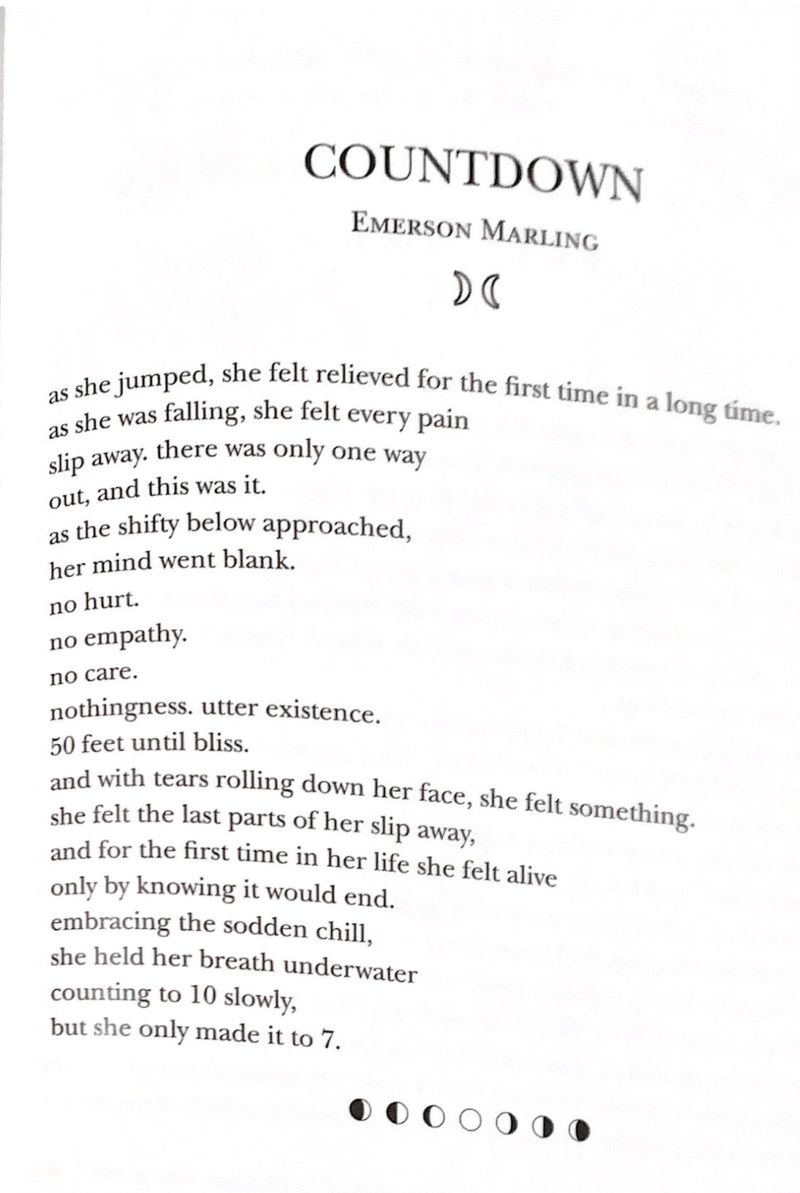 COUNTDOWN
EMERSON MARLING
as she jumped, she felt relieved for the first time in a long time.
as she was falling, she felt every pain
slip away. there was only one way
out, and this was it.
as the shifty below approached,
her mind went blank.
no hurt.
no empathy.
no care.
nothingness. utter existence.
50 feet until bliss.
and with tears rolling down her face, she felt something.
she felt the last parts of her slip away,
and for the first time in her life she felt alive
only by knowing it would end.
embracing the sodden chill,
she held her breath underwater
counting to 10 slowly,
but she only made it to 7.